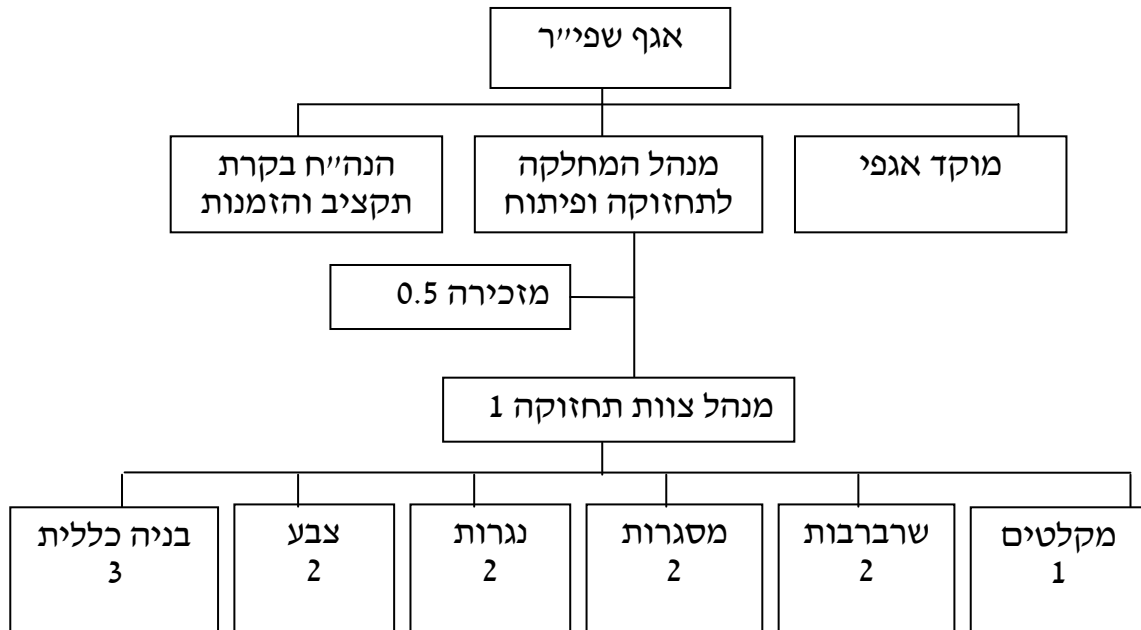 אגף שפי״ר
מוקד אגפי
מנהל המחלקה
לתחזוקה ופיתוח
הנה״ח בקרת
תקציב והזמנות
מזכירה 0.5
מנהל צוות תחזוקה 1
מקלטים
1
שרברבות
2
מסגרות
2
נגרות
2
צבע
2
בניה כללית
3